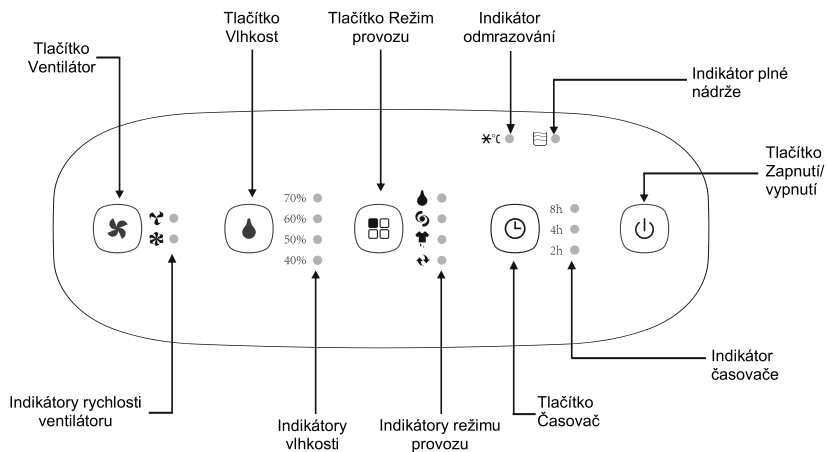 Tlačítko
Ventilátor
Tlačítko
Vlhkost
Tlačítko Režim
provozu
Indikátor
odmrazování
Indikátor plné
nádrže
Tlačítko
Zapnutí/
vypnutí
°C
70%
60%
50%
40%
8h
4h
2h
Indikátory rychlosti
ventilátoru
Indikátory
vlhkosti
Indikátory režimu
provozu
Tlačítko
Časovač
Indikátor
časovače